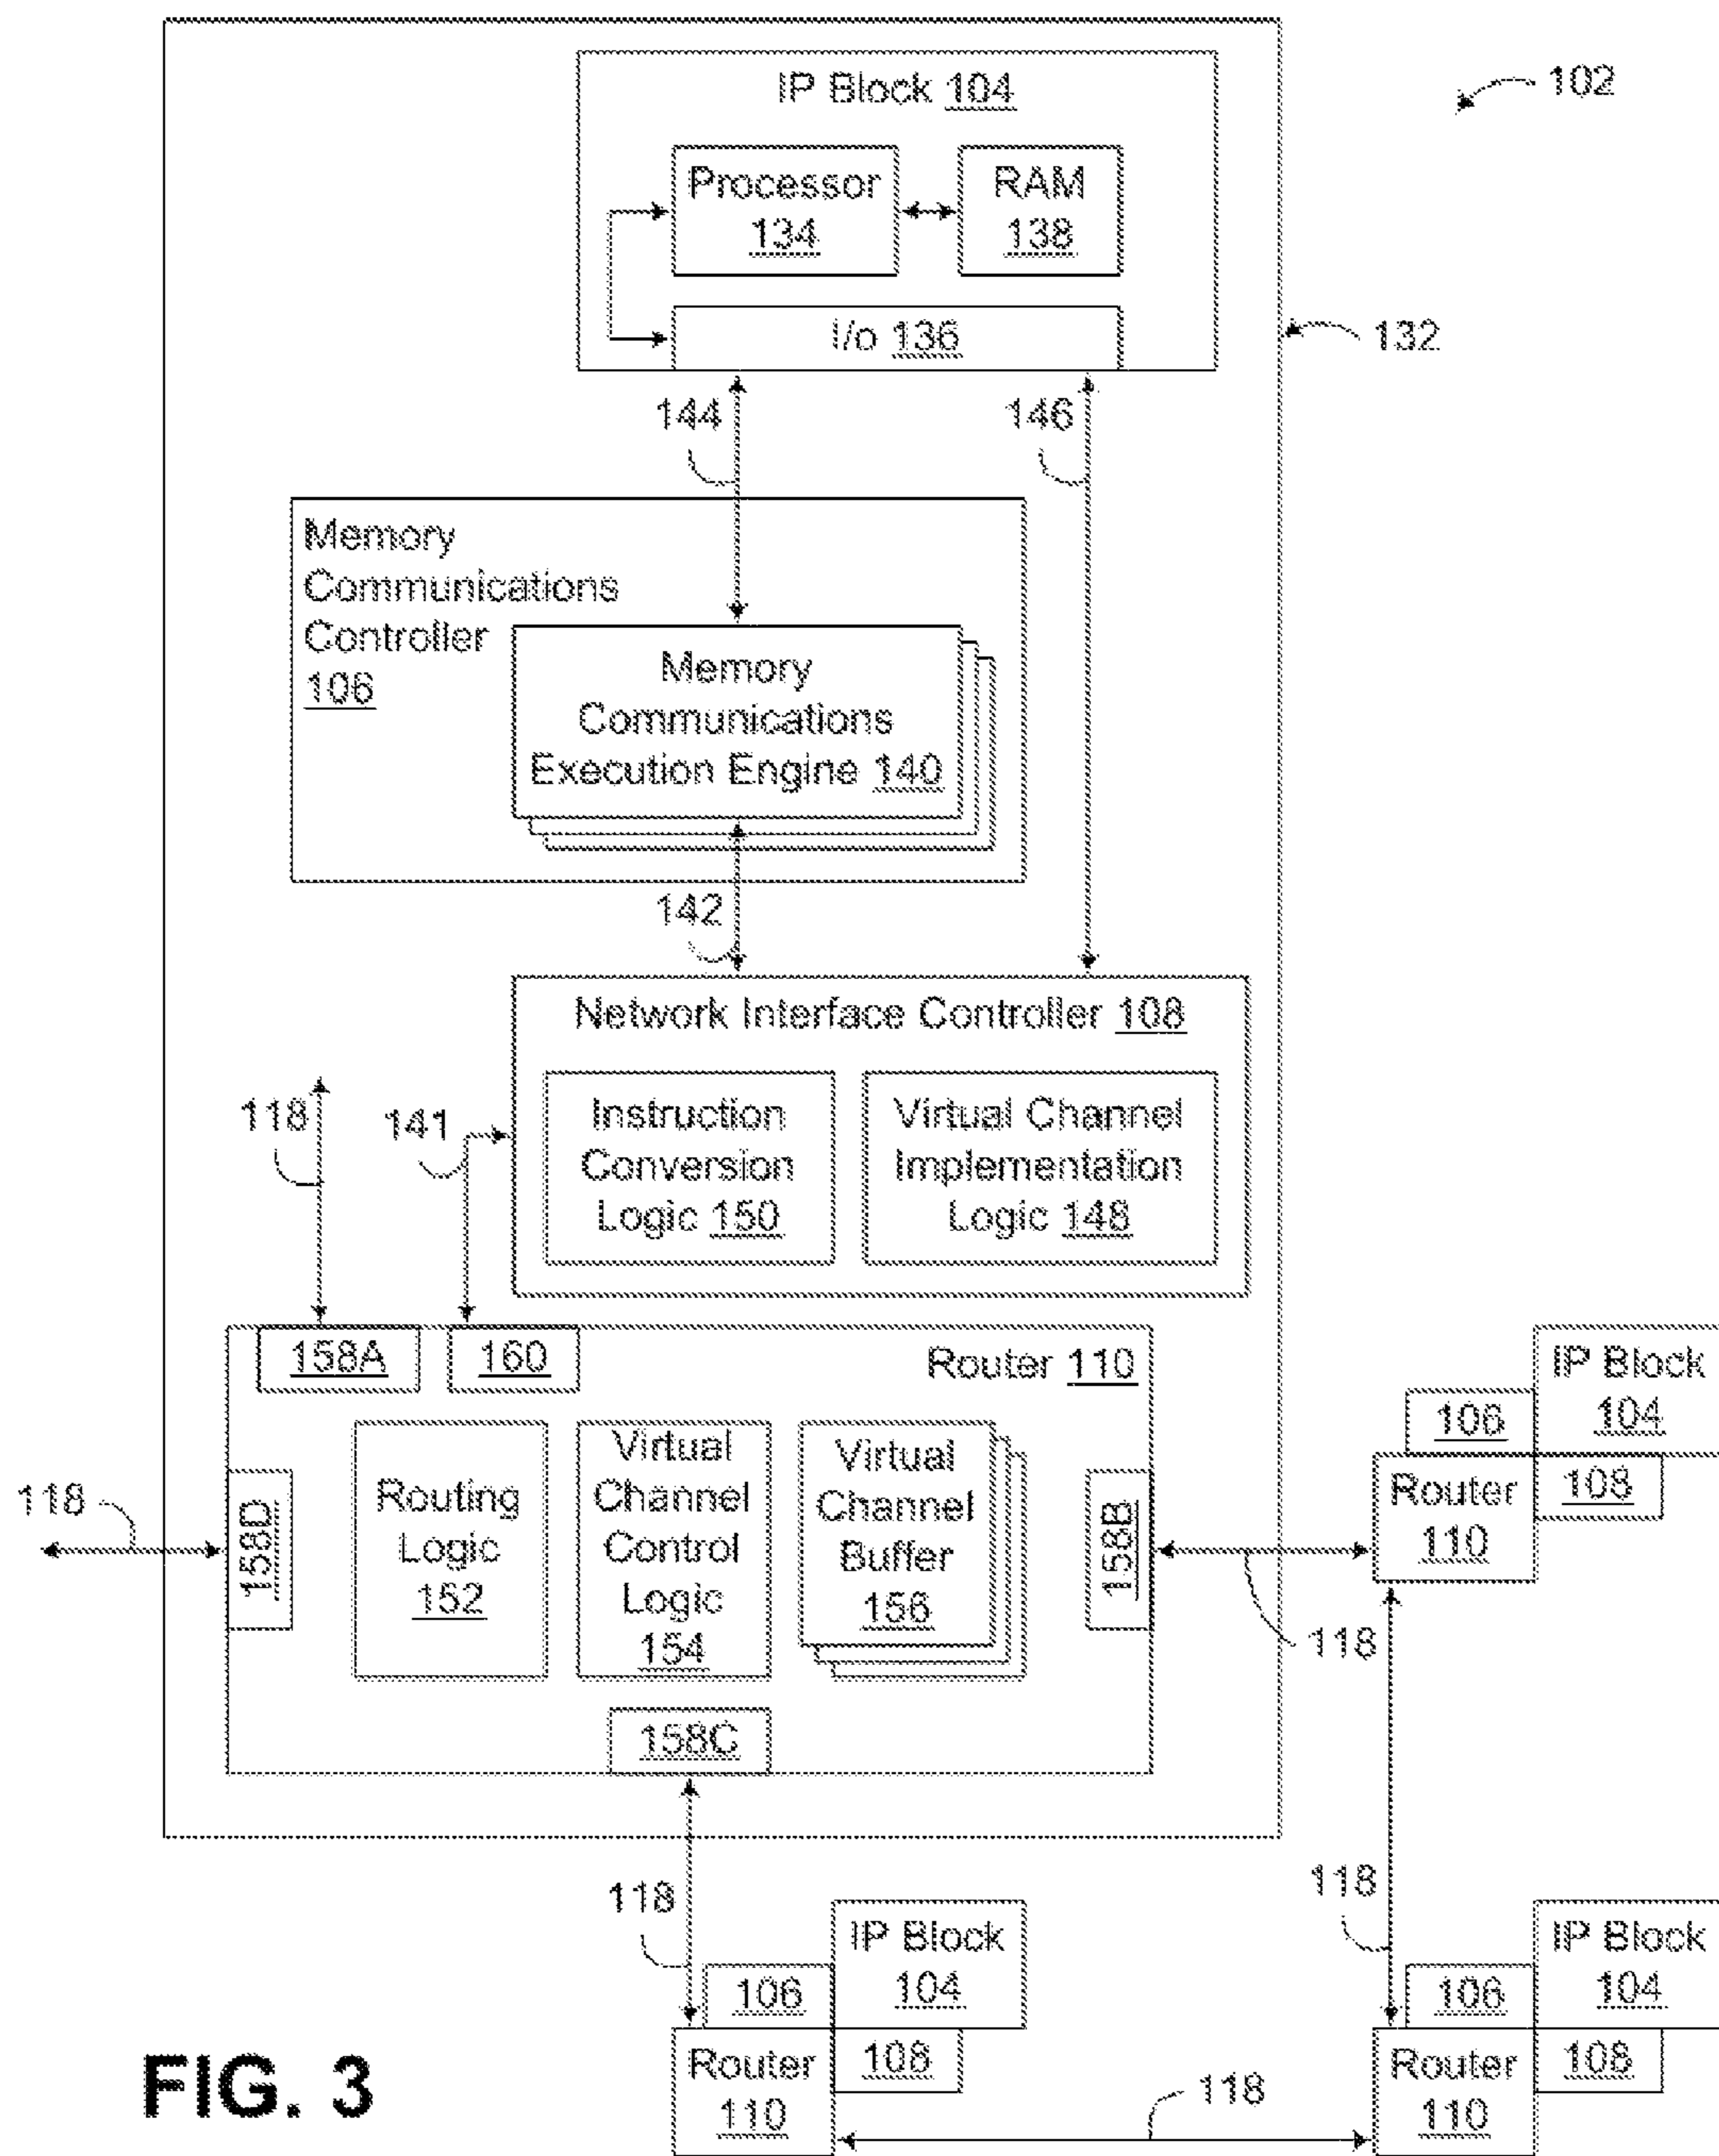 IP Block 104
102
Processor
134
RAM
138
I/o 136
132
144
146
Memory
Communications
Controller
106
Memory
Communications
Execution Engine 140
142
Network Interface Controller 108
118
141
Instruction
Conversion
Logic 150
Virtual Channel
Implementation
Logic 148
158A
160
Router 110
118
158D
Routing
Logic
152
Virtual
Channel
Control
Logic
154
Virtual
Channel
Buffer
156
158B
158C
118
IP Block
104
106
Router
110
108
118
IP Block
104
106
Router
110
108
118
118
IP Block
104
106
Router
110
108
FIG. 3